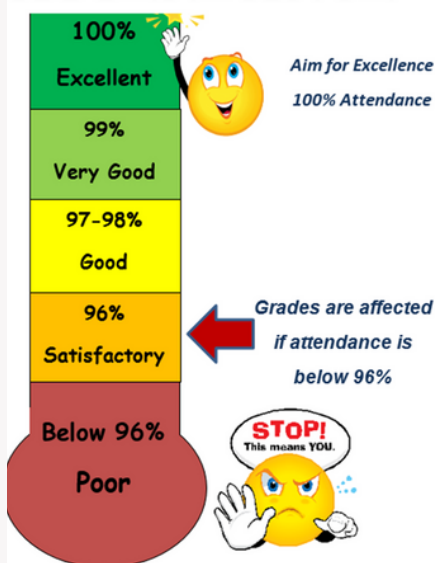 100%
Excellent
Aim for Excellence
100% Attendance
99%
Very Good
97-98%
Good
96%
Satisfactory
Grades are affected
if attendance is
below 96%
Below 96%
Poor
STOP!
This means YOU.